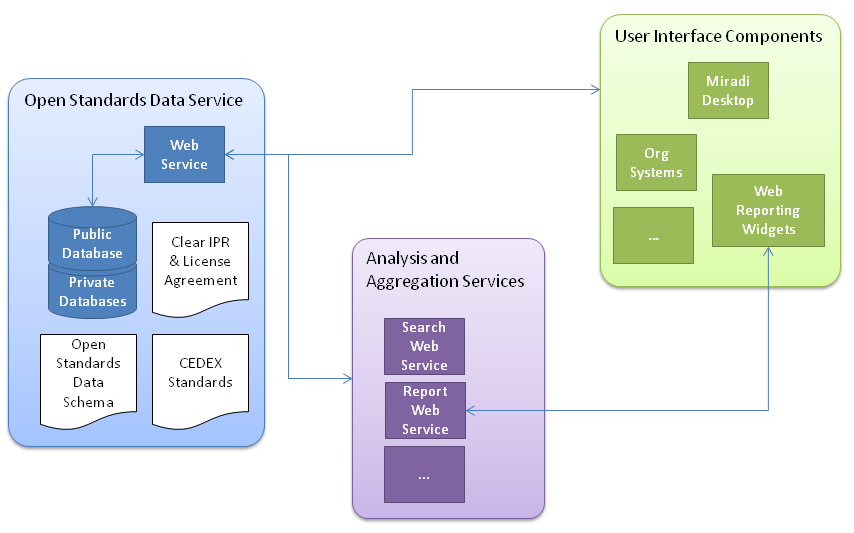 Open Standards Data Service
Web
Service
Public
Database
Private
Databases
Clear IPR
& License
Agreement
Open
Standards
Data
Schema
CEDEX
Standards
Analysis and
Aggregation Services
Search
Web
Service
Report
Web
Service
...
User Interface Components
Miradi
Desktop
Org
Systems
...
Web
Reporting
Widgets